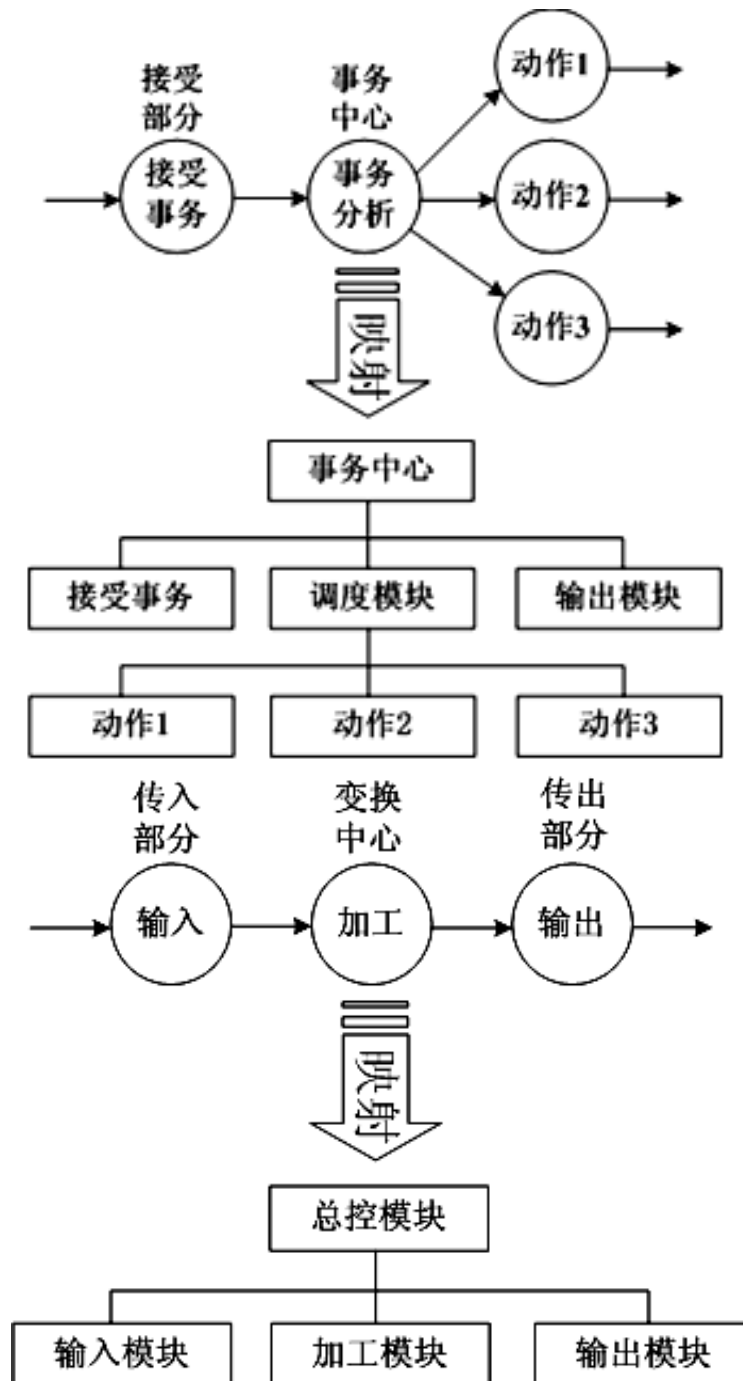 接受
部分
事务
中心
动作1
接受
事务
事务
分析
动作2
动作3
映射
事务中心
接受事务
调度模块
输出模块
动作1
动作2
动作3
传入
部分
变换
中心
传出
部分
输入
加工
输出
映射
总控模块
输入模块
加工模块
输出模块